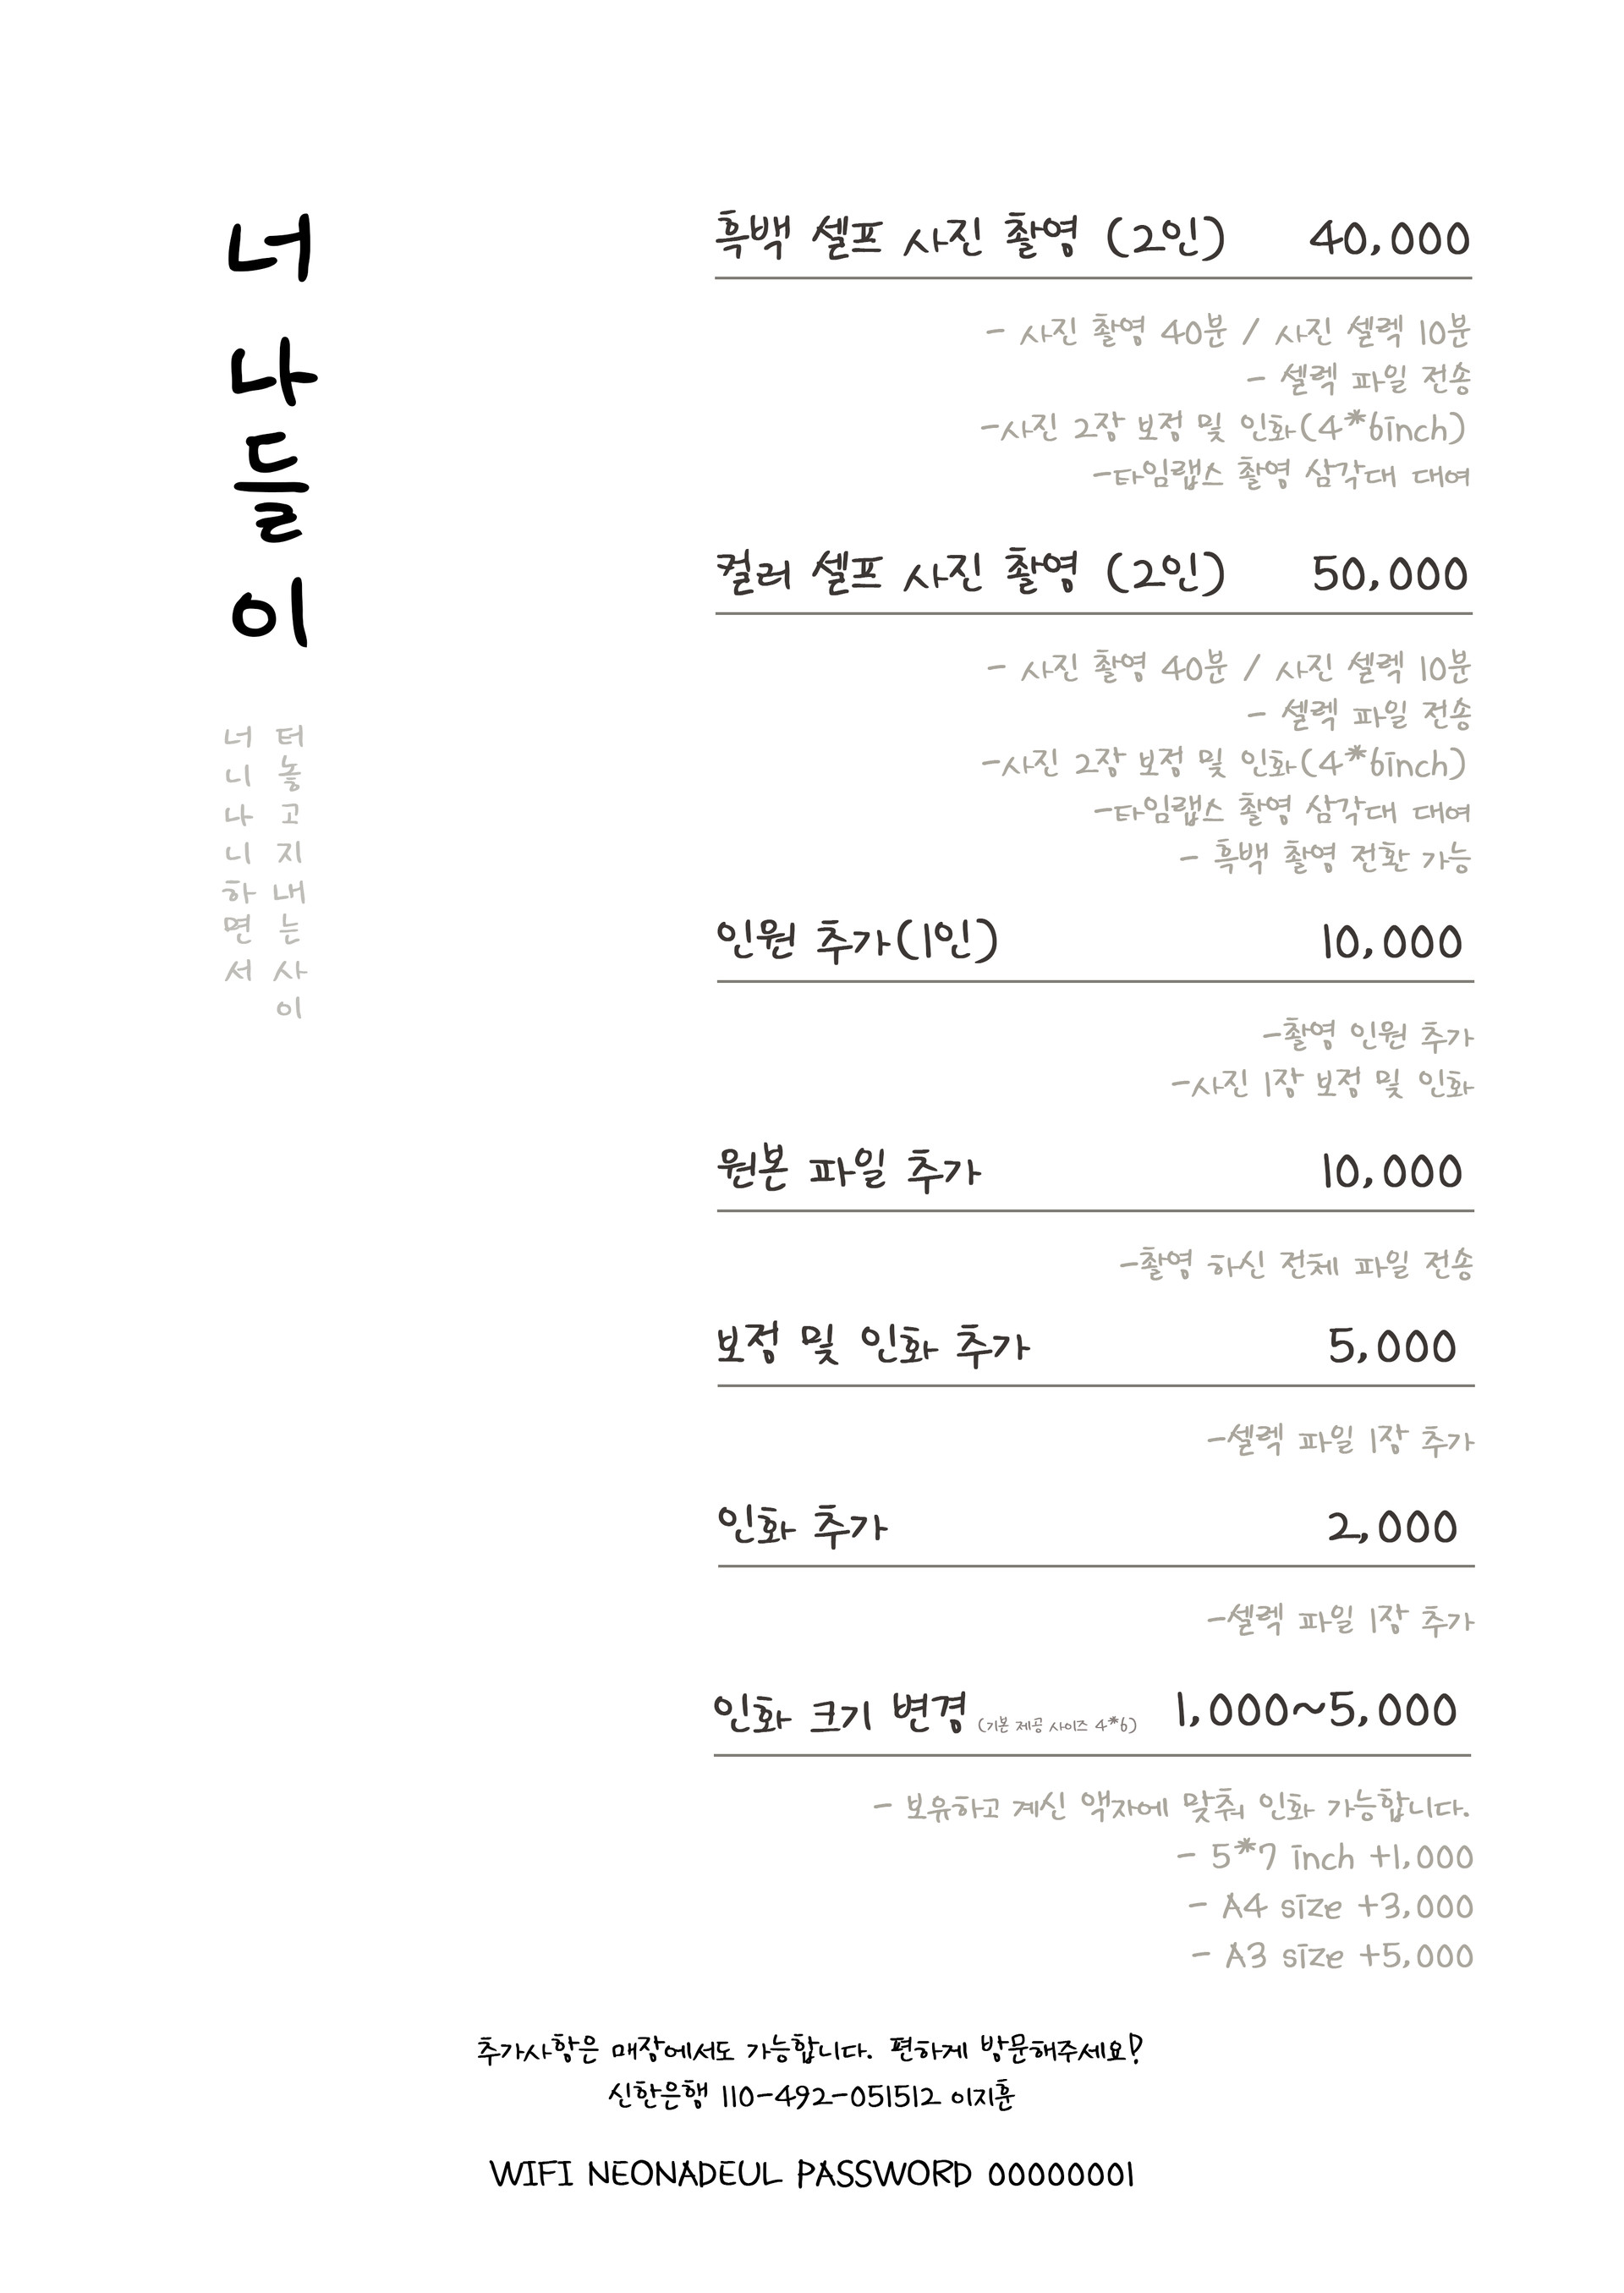 너
나
들
이
너니나니하면서
터놓고지내는사이
흑백 셀프 사진 촬영 (2인) 40,000
- 사진 촬영 40분 / 사진 셀렉 10분
- 셀렉 파일 전송
-사진 2장 보정 및 인화(4*6inch)
-타임랩스 촬영 삼각대 대여
컬러 셀프 사진 촬영 (2인) 50,000
- 사진 촬영 40분 / 사진 셀렉 10분
- 셀렉 파일 전송
-사진 2장 보정 및 인화(4*6inch)
-타임랩스 촬영 삼각대 대여
- 흑백 촬영 전환 가능
인원 추가(1인) 10,000
-촬영 인원 추가
-사진 1장 보정 및 인화
원본 파일 추가 10,000
-촬영 하신 전체 파일 전송
보정 및 인화 추가 5,000
-셀렉 파일 1장 추가
인화 추가 2,000
-셀렉 파일 1장 추가
인화 크기 변경 (기본 제공 사이즈 4*6) 1,000~5,000
- 보유하고 계신 액자에 맞춰 인화 가능합니다.
- 5*7 inch +1,000
- A4 size +3,000
- A3 size +5,000
추가사항은 매장에서도 가능합니다. 편하게 방문해주세요!
신한은행 110-492-051512 이지훈
WIFI NEONADEUL PASSWORD 00000001